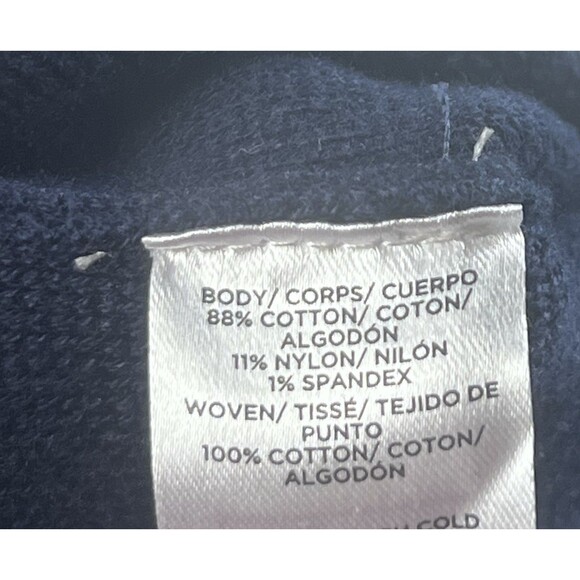 BODY/ CORPS/ CUERPO
88% COTTON/ COTON/
ALGODÓN
11% NYLON/ NILÓN
1% SPANDEX
WOVEN/ TISSÉ/ TEJIDO DE
PUNTO
100% COTTON/ COTON/
ALGODÓN
COLD